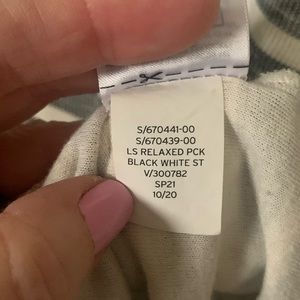 S/670441-00
S/670439-00
LS RELAXED PCK
BLACK WHITE ST
V/300782
SP21
10/20